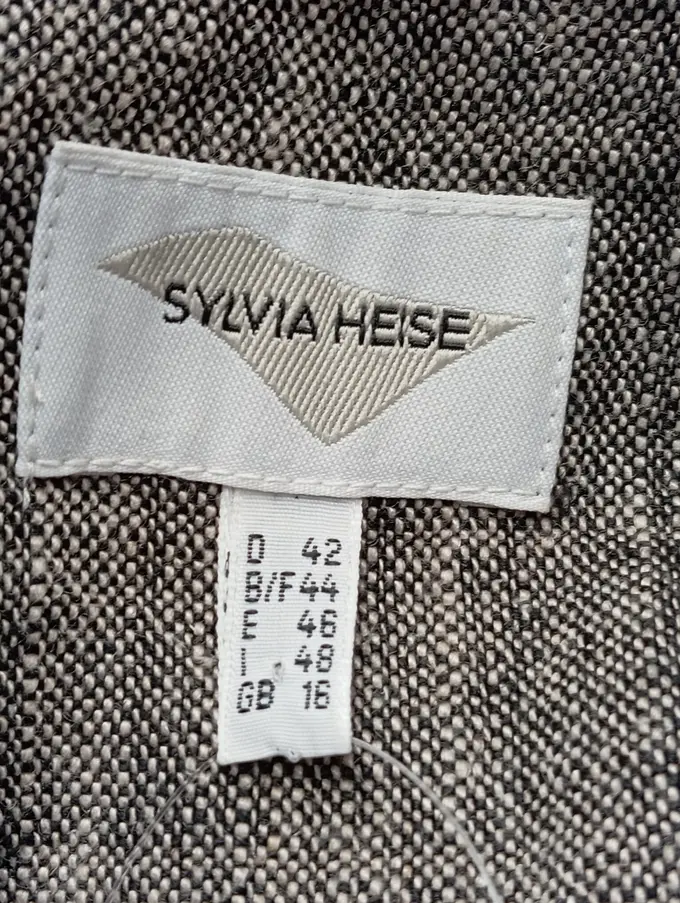 SYLVIA HEISE
D 42
B/F 44
E 46
I 48
GB 16